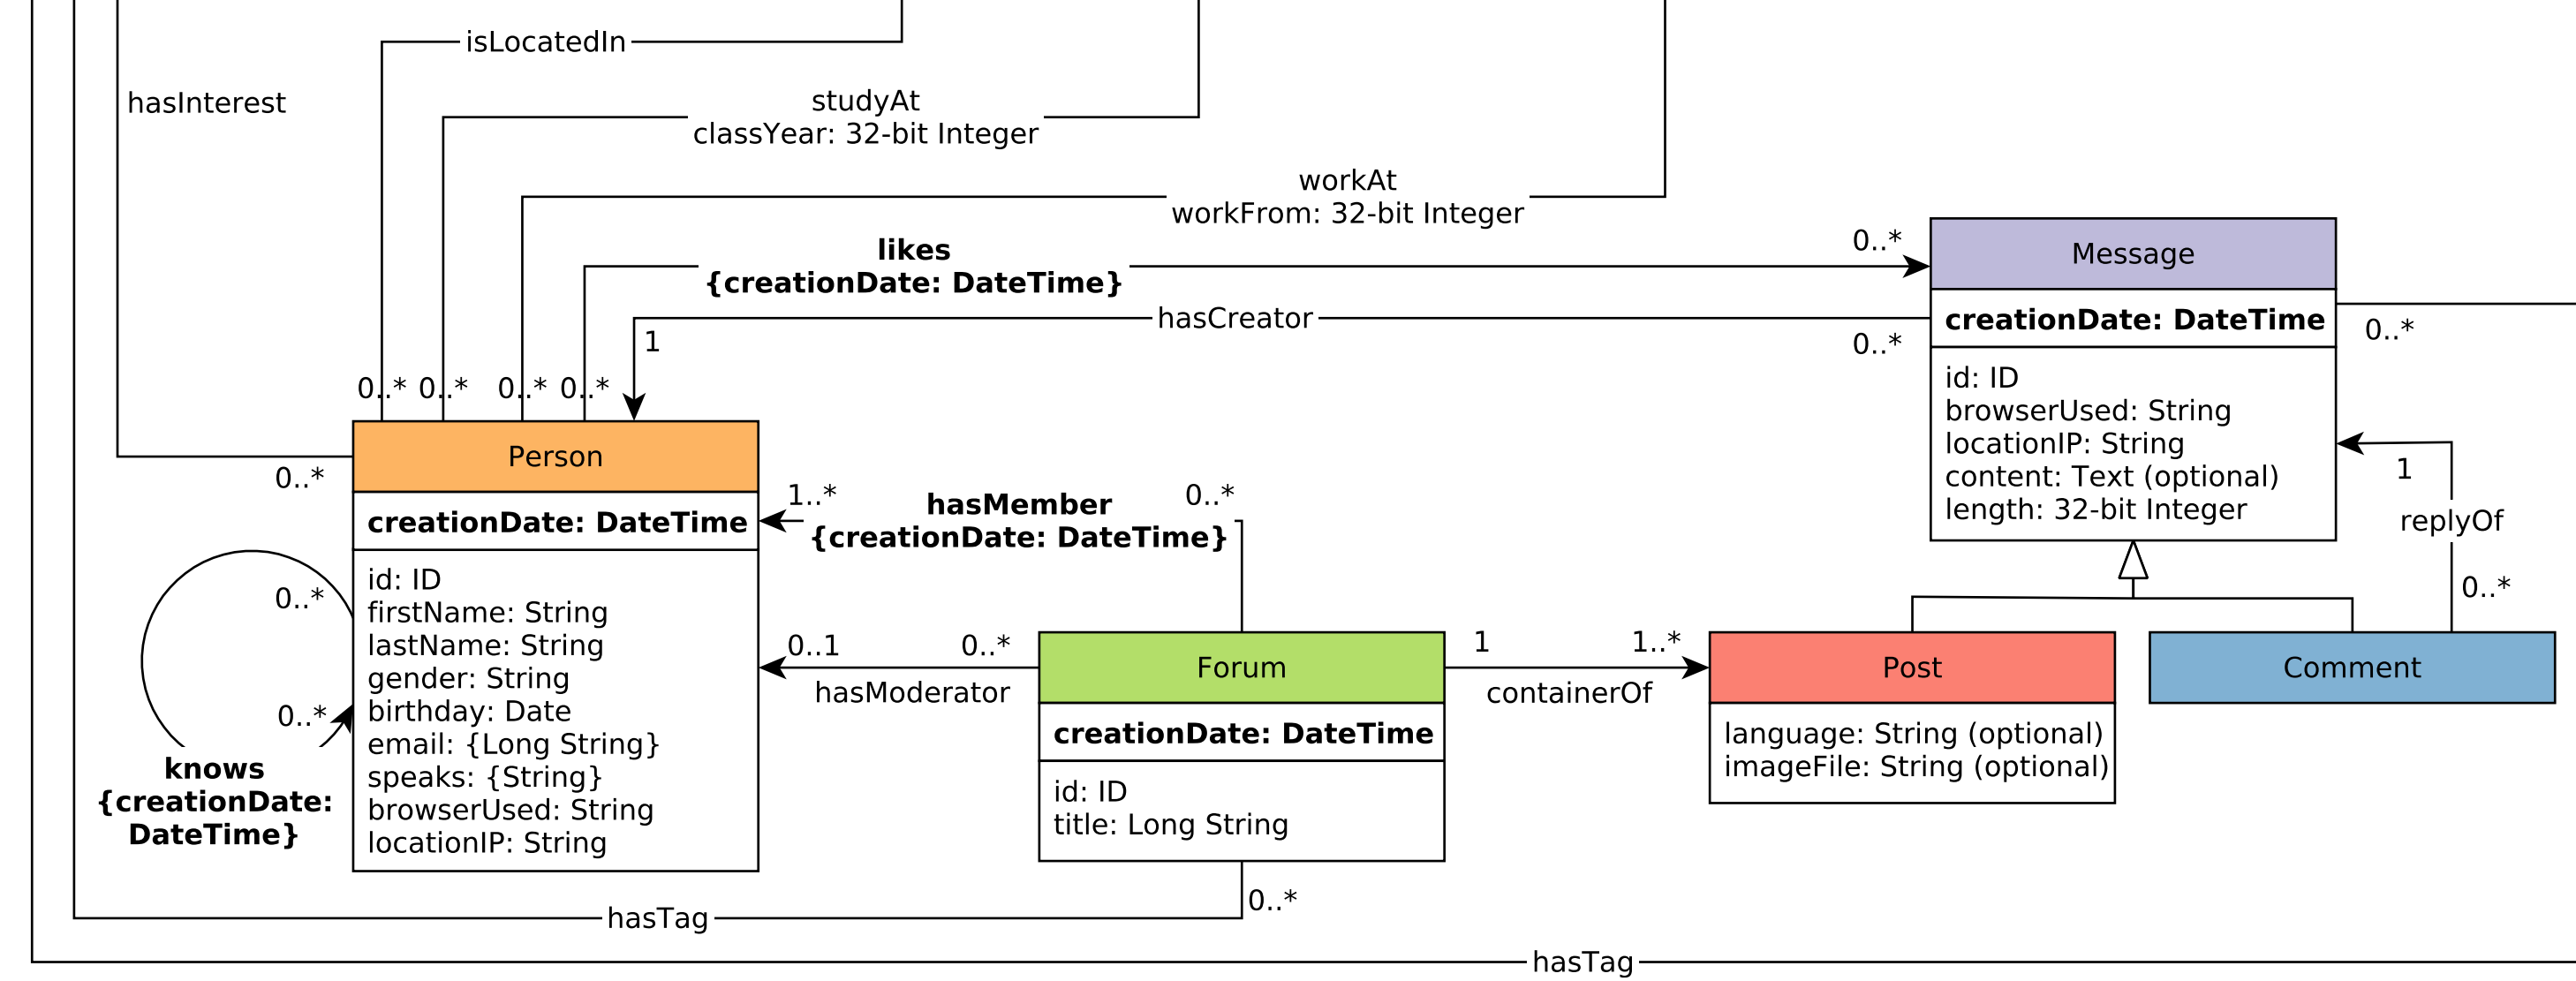 isLocatedIn
hasInterest
studyAt
classYear: 32-bit Integer
workAt
workFrom: 32-bit Integer
likes
{creationDate: DateTime}
0..*
hasCreator
1
0..*
0..*
0..*
0..*
0..*
0..*
Message
creationDate: DateTime
id: ID
browserUsed: String
locationIP: String
content: Text (optional)
length: 32-bit Integer
0..*
1
replyOf
0..*
Person
creationDate: DateTime
id: ID
firstName: String
lastName: String
gender: String
birthday: Date
email: {Long String}
speaks: {String}
browserUsed: String
locationIP: String
0..*
0..*
0..*
knows
{creationDate:
DateTime}
1..*
hasMember
{creationDate: DateTime}
0..*
0..1
0..*
hasModerator
Forum
creationDate: DateTime
id: ID
title: Long String
1
1..*
containerOf
Post
language: String (optional)
imageFile: String (optional)
Comment
0..*
hasTag
hasTag